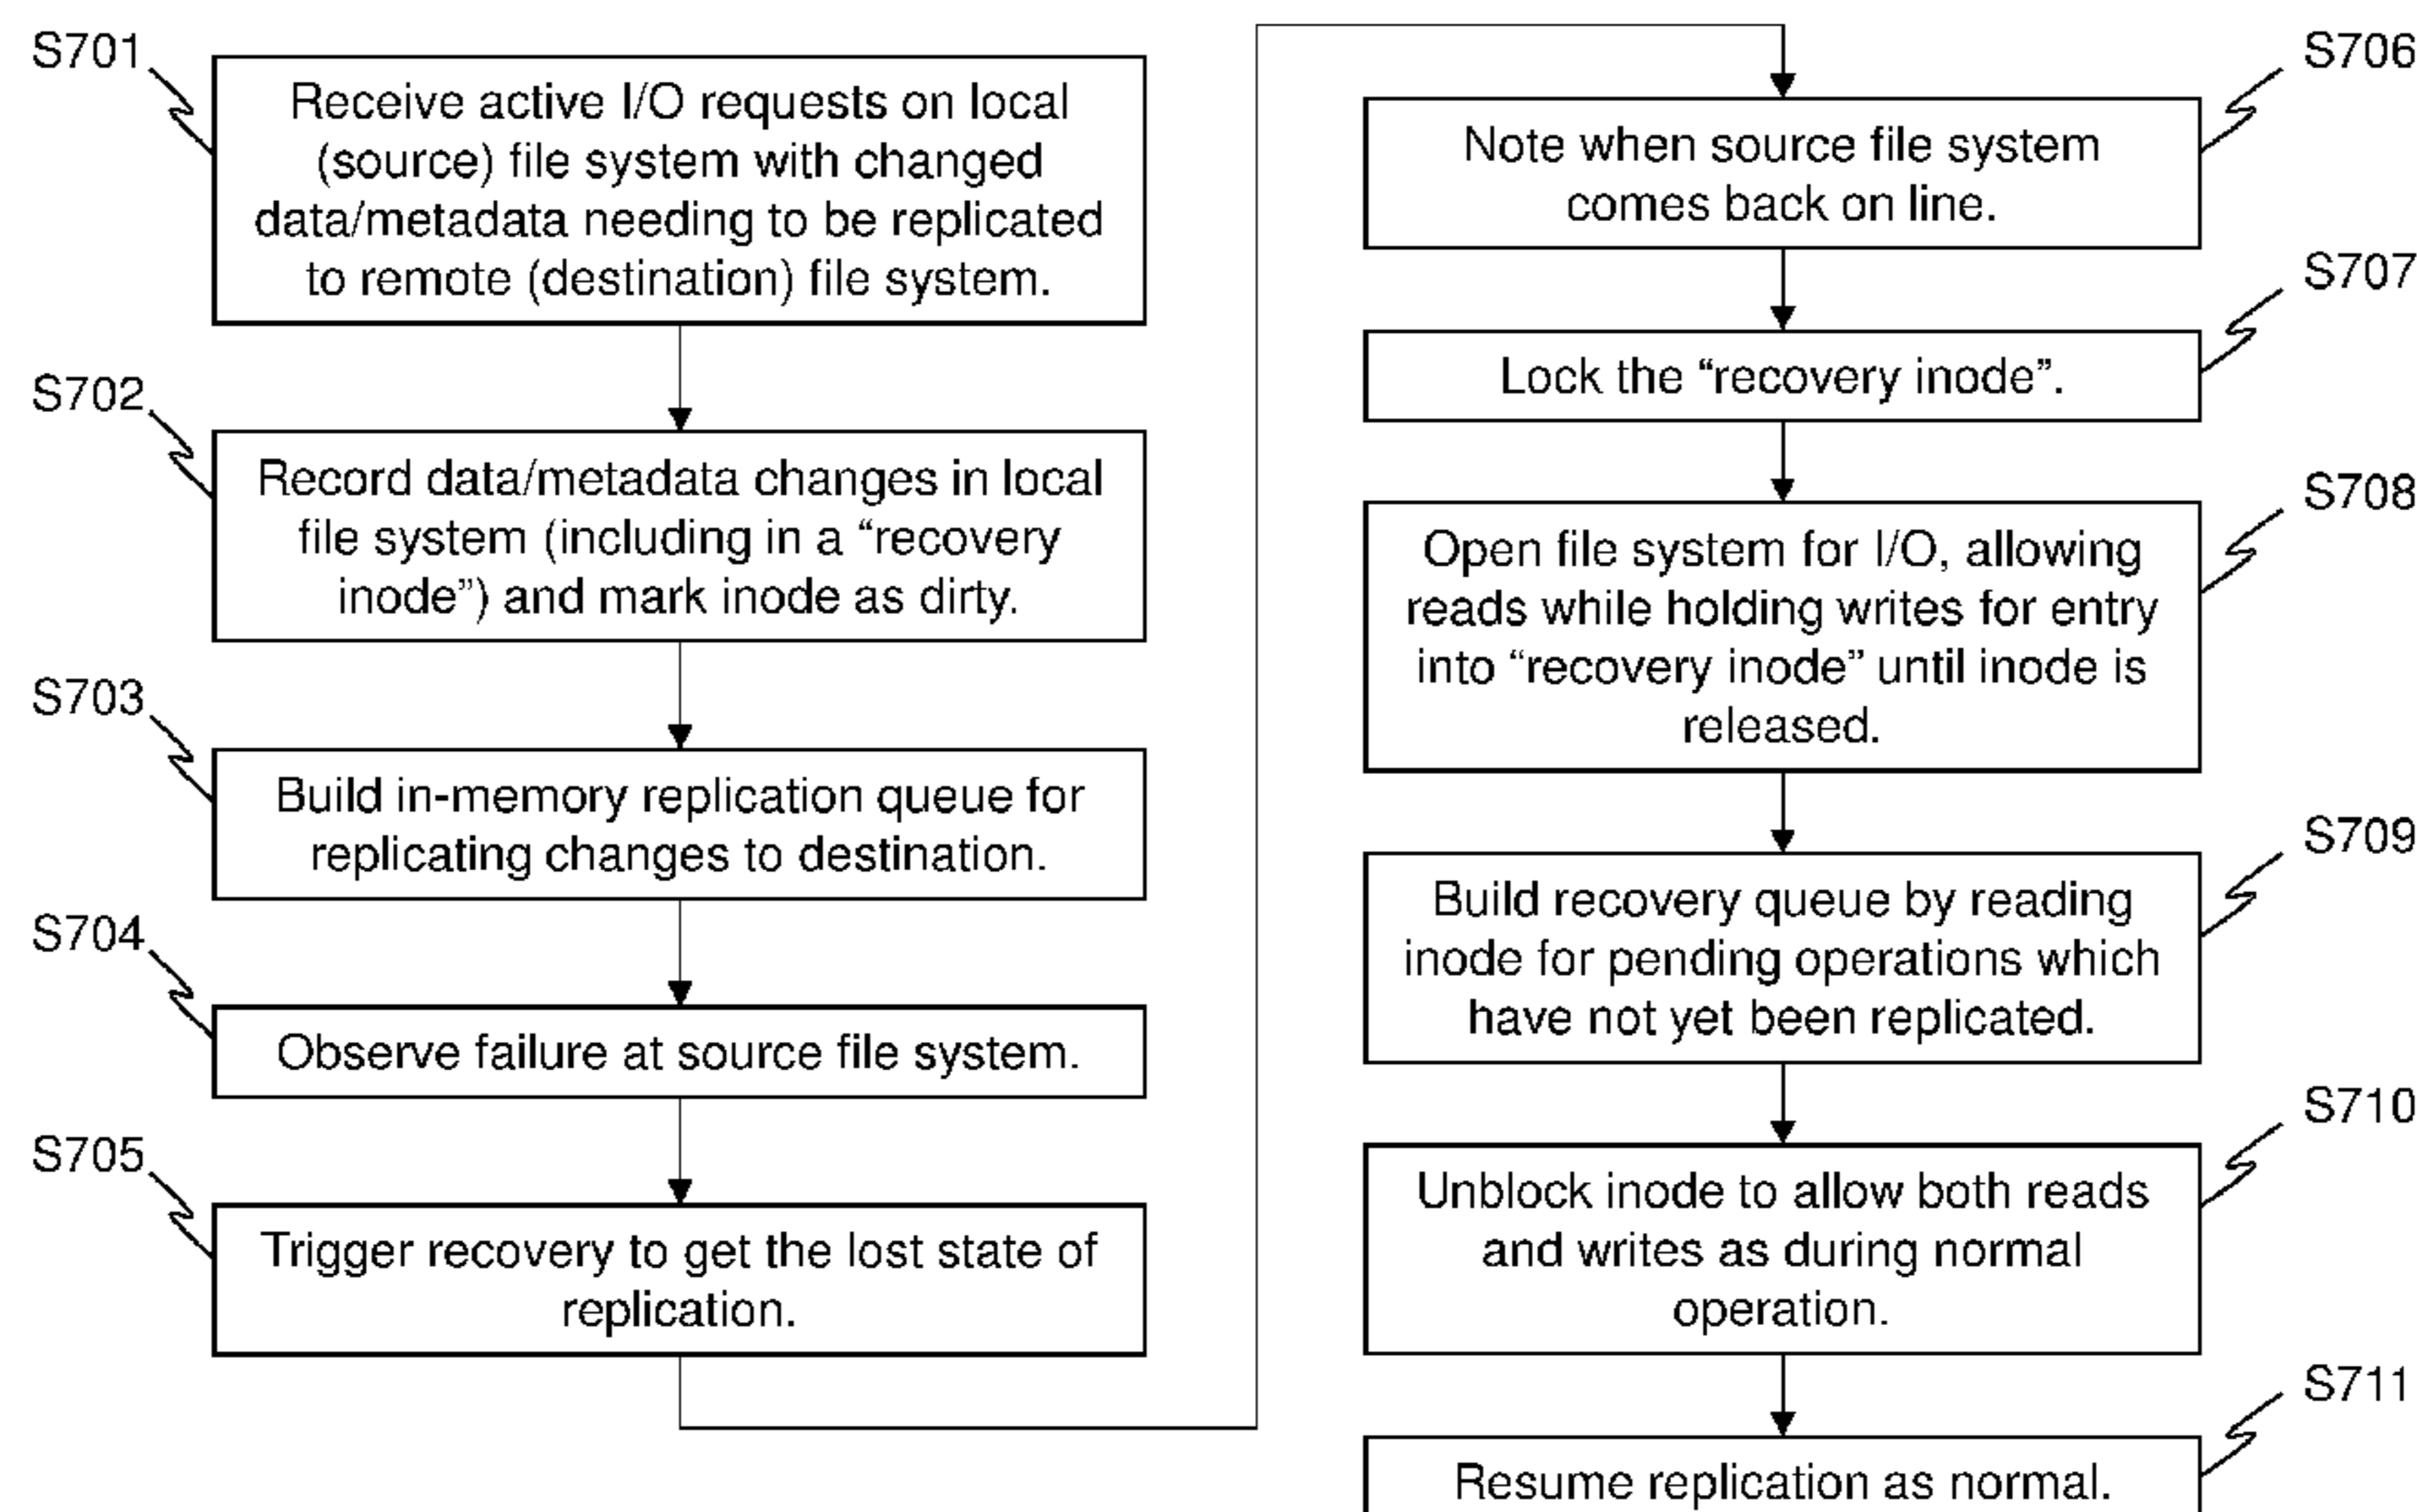 S701
Receive active I/O requests on local
(source) file system with changed
data/metadata needing to be replicated
to remote (destination) file system.
S702
Record data/metadata changes in local
file system (including in a “recovery
inode”) and mark inode as dirty.
S703
Build in-memory replication queue for
replicating changes to destination.
S704
Observe failure at source file system.
S705
Trigger recovery to get the lost state of
replication.
S706
Note when source file system
comes back on line.
S707
Lock the “recovery inode”.
S708
Open file system for I/O, allowing
reads while holding writes for entry
into “recovery inode” until inode is
released.
S709
Build recovery queue by reading
inode for pending operations which
have not yet been replicated.
S710
Unblock inode to allow both reads
and writes as during normal
operation.
S711
Resume replication as normal.